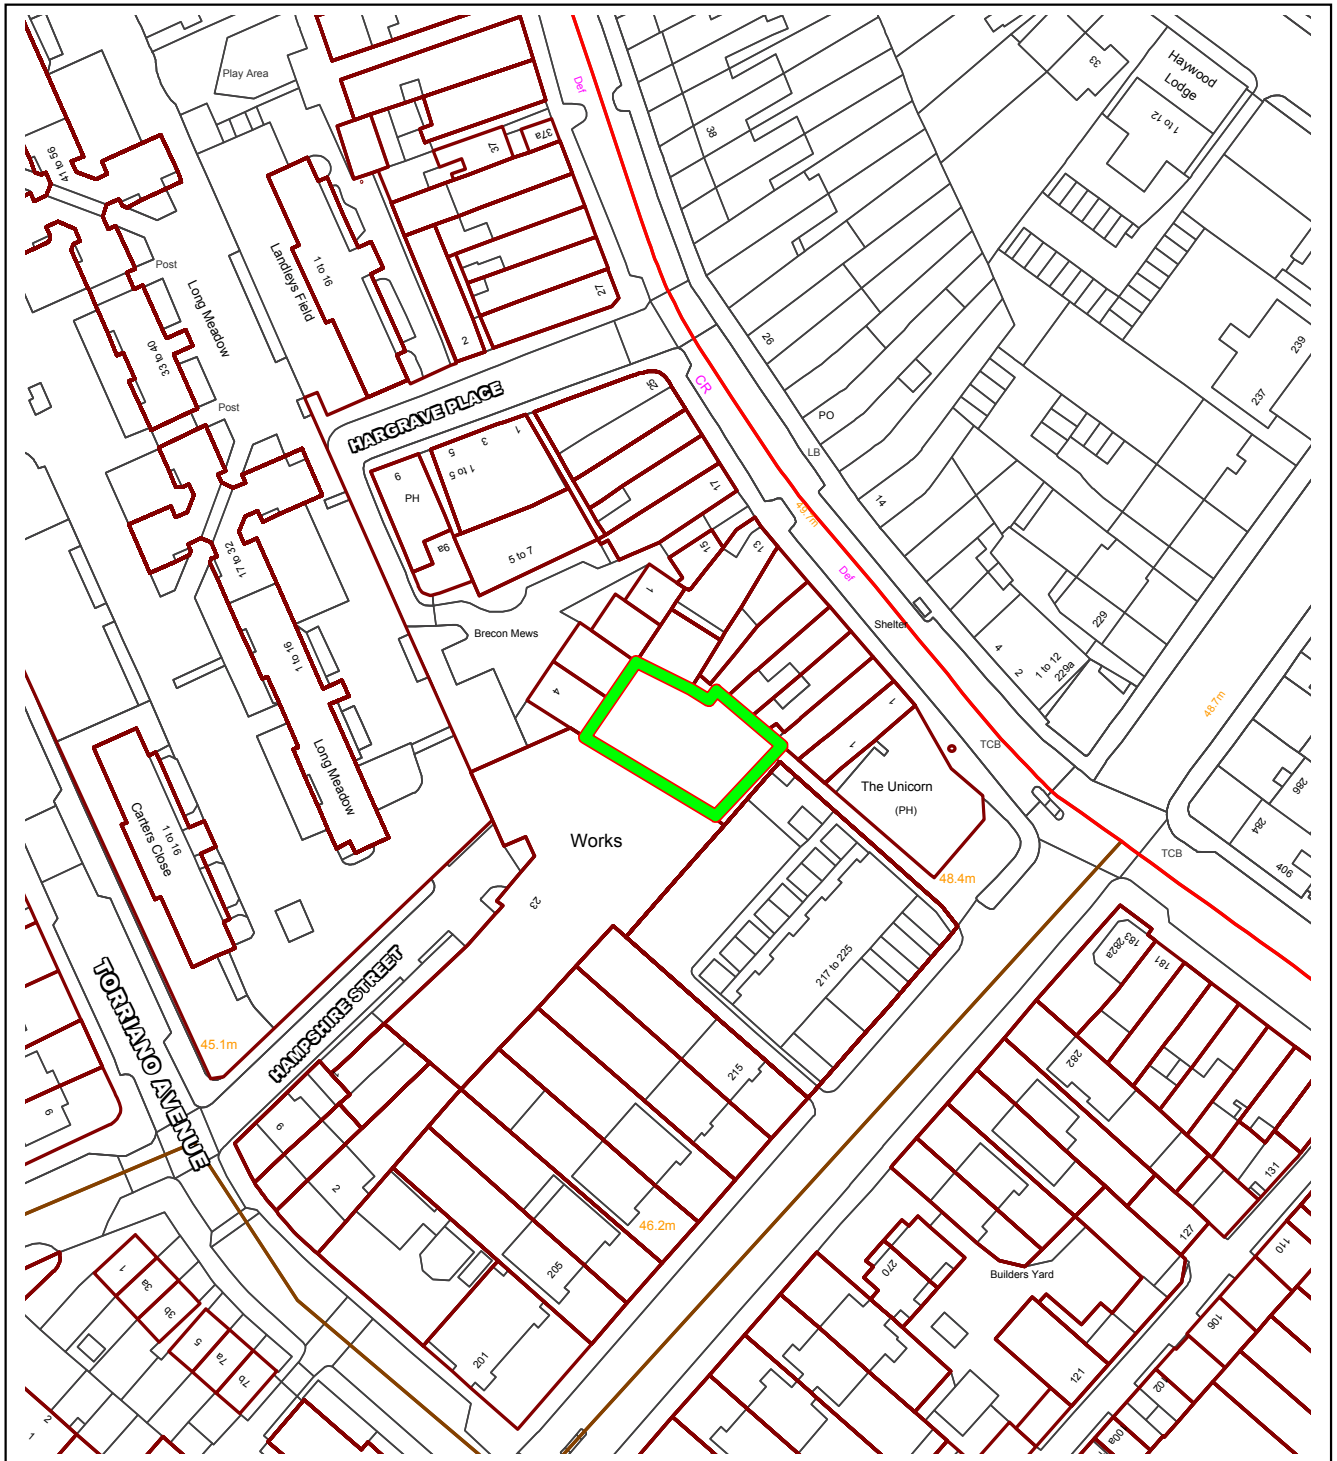 Play Area
Def
33
Haywood
Lodge
1 to 12
38
37a
37
41 to 56
Post
Long Meadow
Landleys Field
1 to 16
27
2
33 to 40
Post
26
239
237
HARGRAVE PLACE
CR
PO
LB
26
1
3
5
1 to 5
9
PH
17
14
49.7m
9a
5 to 7
15
13
17 to 32
Def
1
Brecon Mews
Shelter
229
4
2
1 to 12
229a
1 to 16
4
48.7m
1
1
TCB
Long Meadow
The Unicorn
(PH)
286
284
406
Carters Close
1 to 16
Works
TCB
48.4m
23
217 to 225
183
282a
181
TORRIANO AVENUE
HAMPSHIRE STREET
45.1m
215
282
6
6
2
131
127
110
46.2m
205
270
Builders Yard
1
3a
3b
5
7a
7b
106
201
121
2
1